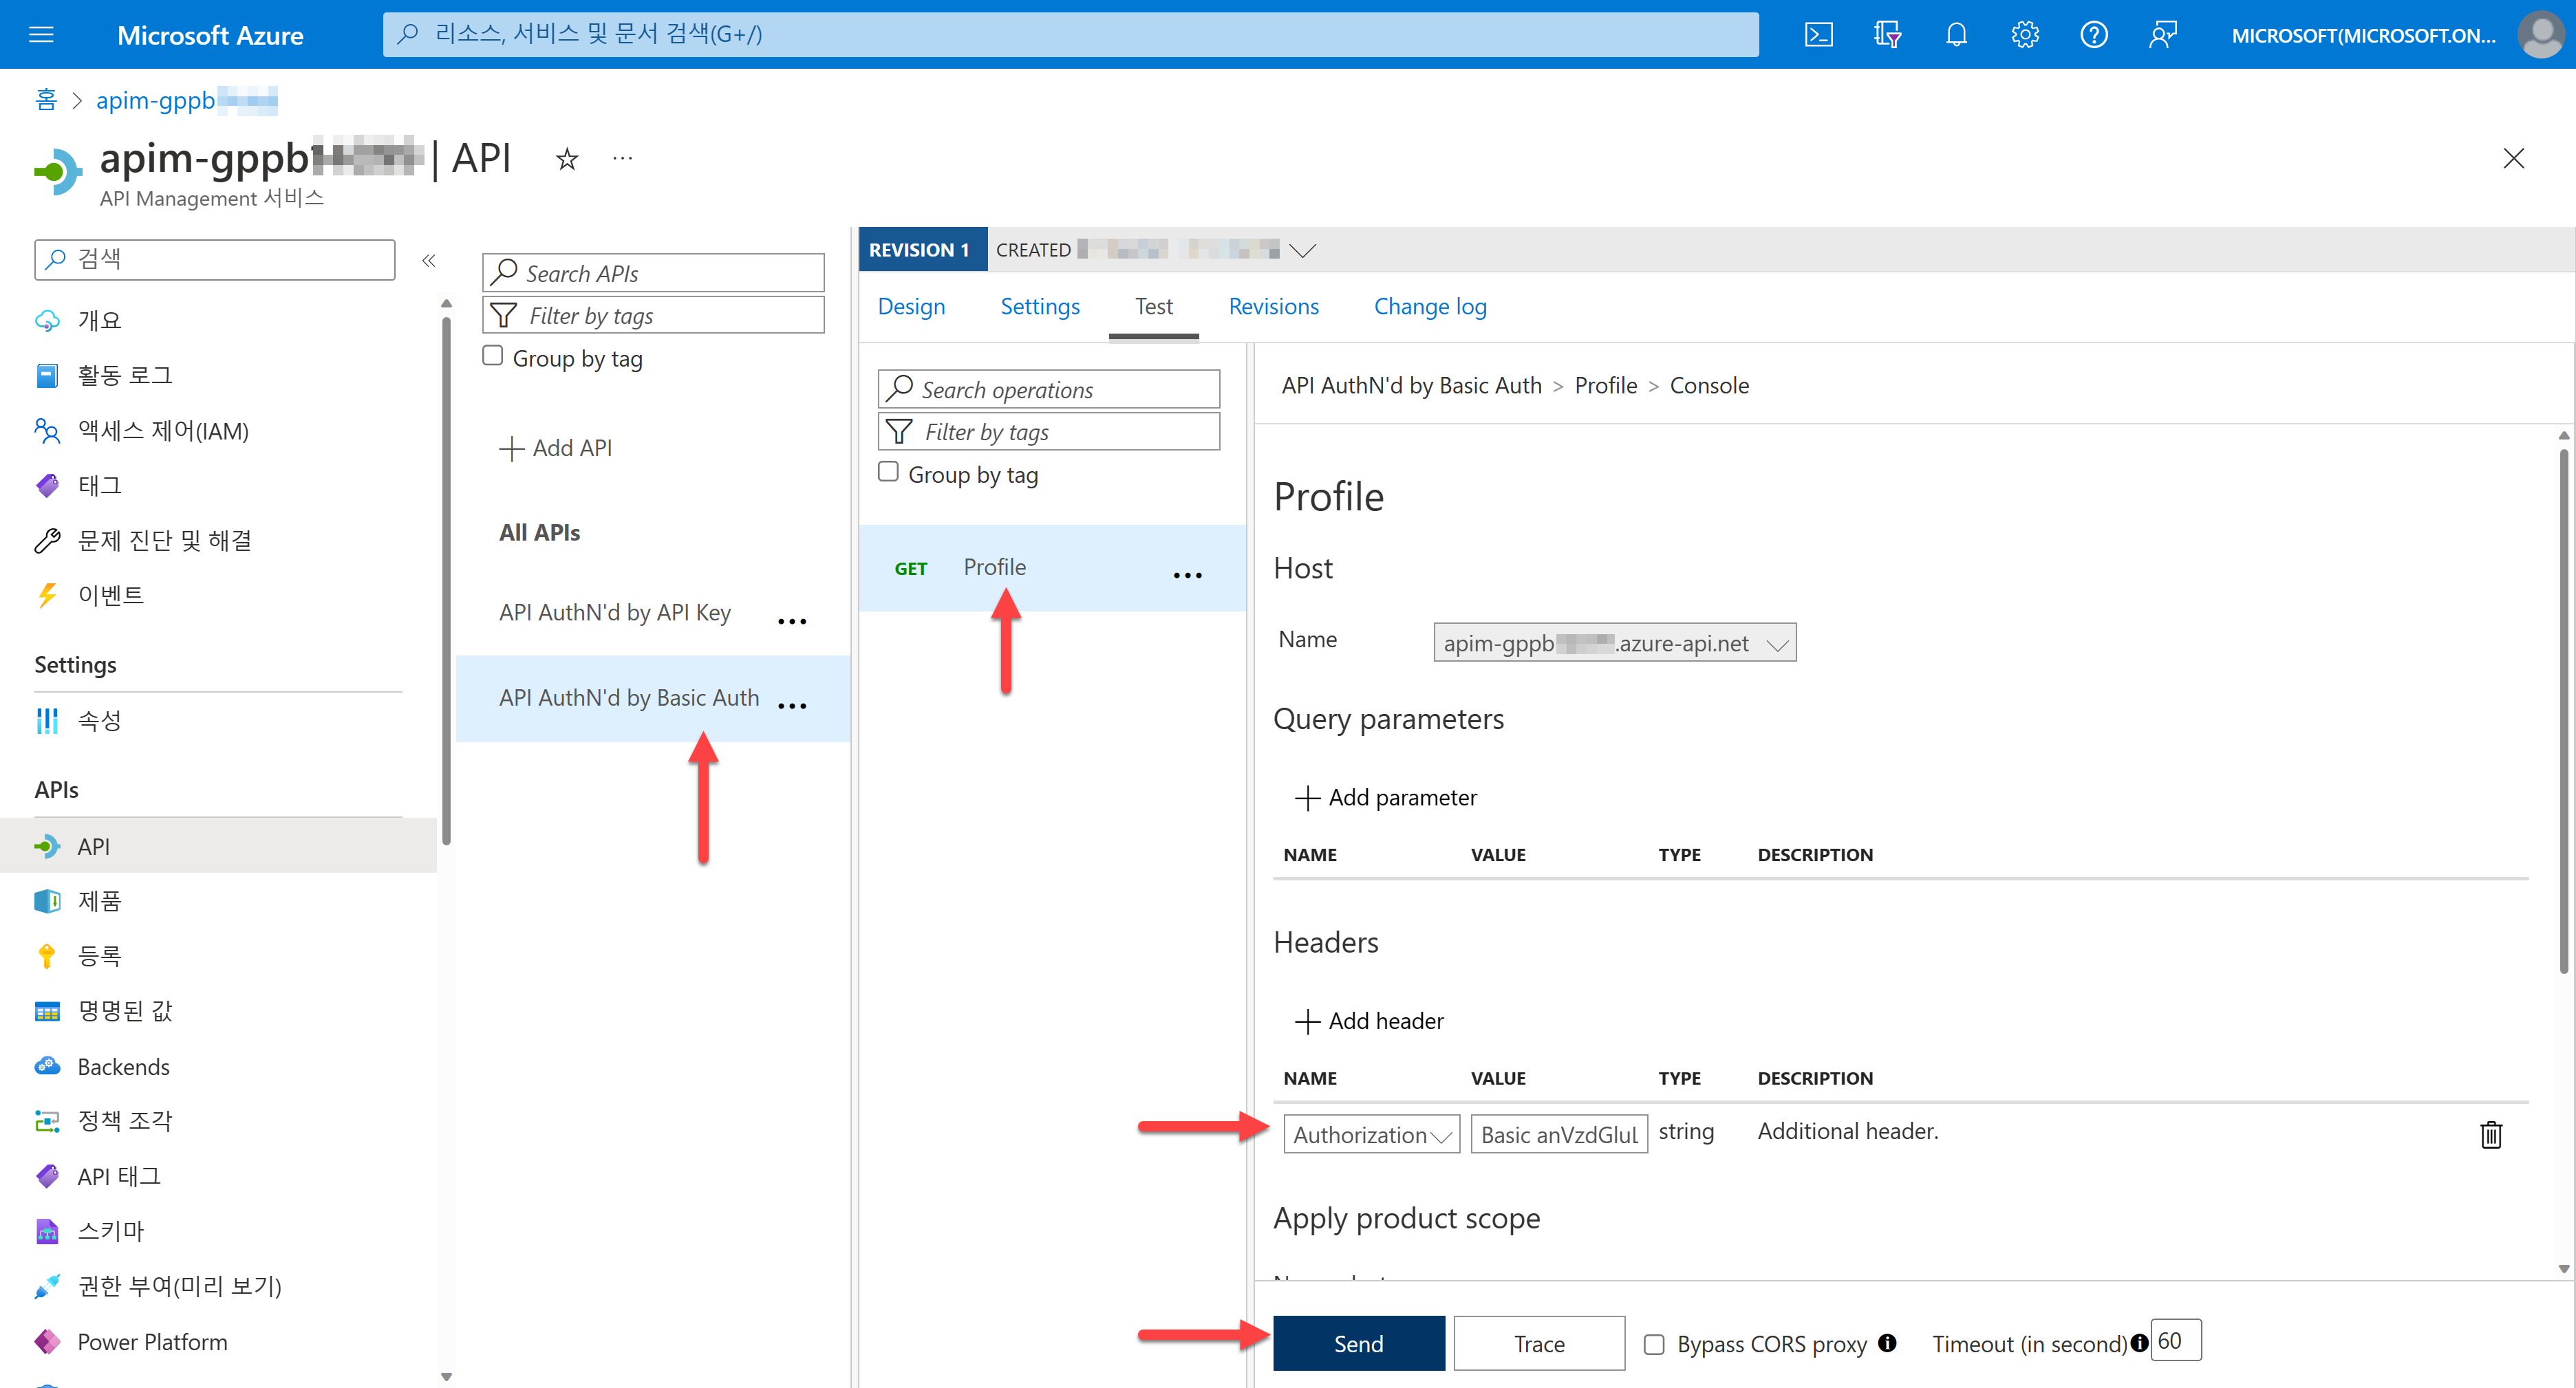 Microsoft Azure
리소스, 서비스 및 문서 검색(G+/)
MICROSOFT(MICROSOFT.ON...
홈 > apim-gppb
apim-gppb | API
API Management 서비스
검색
개요
활동 로그
액세스 제어(IAM)
태그
문제 진단 및 해결
이벤트
Settings
속성
APIs
API
제품
등록
명명된 값
Backends
정책 조각
API 태그
스키마
권한 부여(미리 보기)
Power Platform
Search APIs
Filter by tags
Group by tag
Add API
All APIs
API AuthN'd by API Key
API AuthN'd by Basic Auth
REVISION 1 CREATED
Design Settings Test Revisions Change log
Search operations
Filter by tags
Group by tag
GET Profile
API AuthN'd by Basic Auth > Profile > Console
Profile
Host
Name apim-gppb .azure-api.net
Query parameters
Add parameter
NAME VALUE TYPE DESCRIPTION
Headers
Add header
NAME VALUE TYPE DESCRIPTION
Authorization Basic string Additional header.
Apply product scope
Send Trace Bypass CORS proxy Timeout (in second) 60